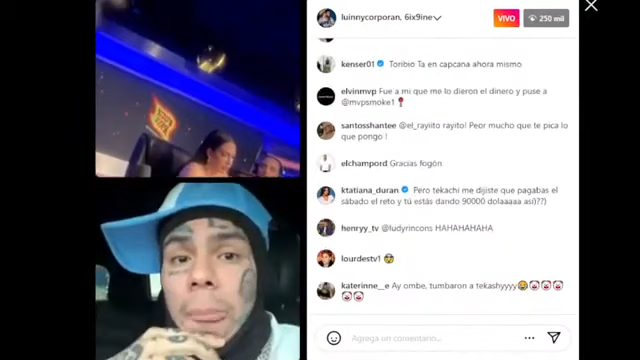 luinnycorporan, 6ix9ine
VIVO
250 mil
kenser01 Toribio Ta en capcana ahora mismo
elvinmvp Fue a mi que me lo dieron el dinero y puse a
@mvpsmoke1
santosshantee @el_rayito rayito! Peor mucho que te pica lo
que pongo !
elchampord Gracias fogón
ktatiana_duran Pero tekachi me dijiste que pagabas el
sábado el reto y tú estás dando 90000 dolaaaaa así)??)
henryy_tv @ludyrincons HAHAHAHAHA
lourdestv1
katerinne__e Ay ombe, tumbaron a tekashyyyy
Agrega un comentario...